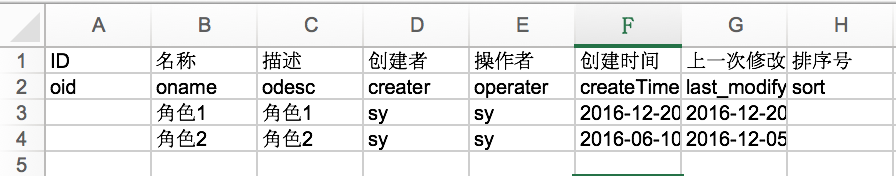 A B C D E F G H
1 ID 名称 描述 创建者 操作者 创建时间 上一次修改 排序号
2 oid oname odesc creater operater createTime last_modify sort
3 角色1 角色1 sy sy 2016-12-20 2016-12-20
4 角色2 角色2 sy sy 2016-06-10 2016-12-05
5